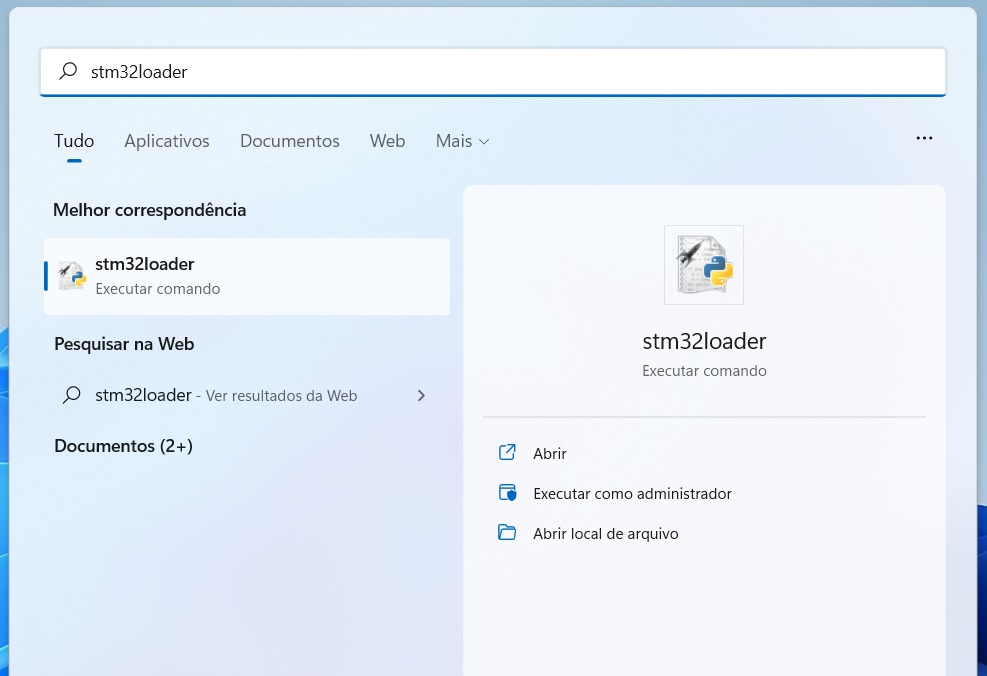 stm32loader
Tudo Aplicativos Documentos Web Mais
Melhor correspondência
stm32loader
Executar comando
Pesquisar na Web
stm32loader - Ver resultados da Web
Documentos (2+)
stm32loader
Executar comando
Abrir
Executar como administrador
Abrir local de arquivo